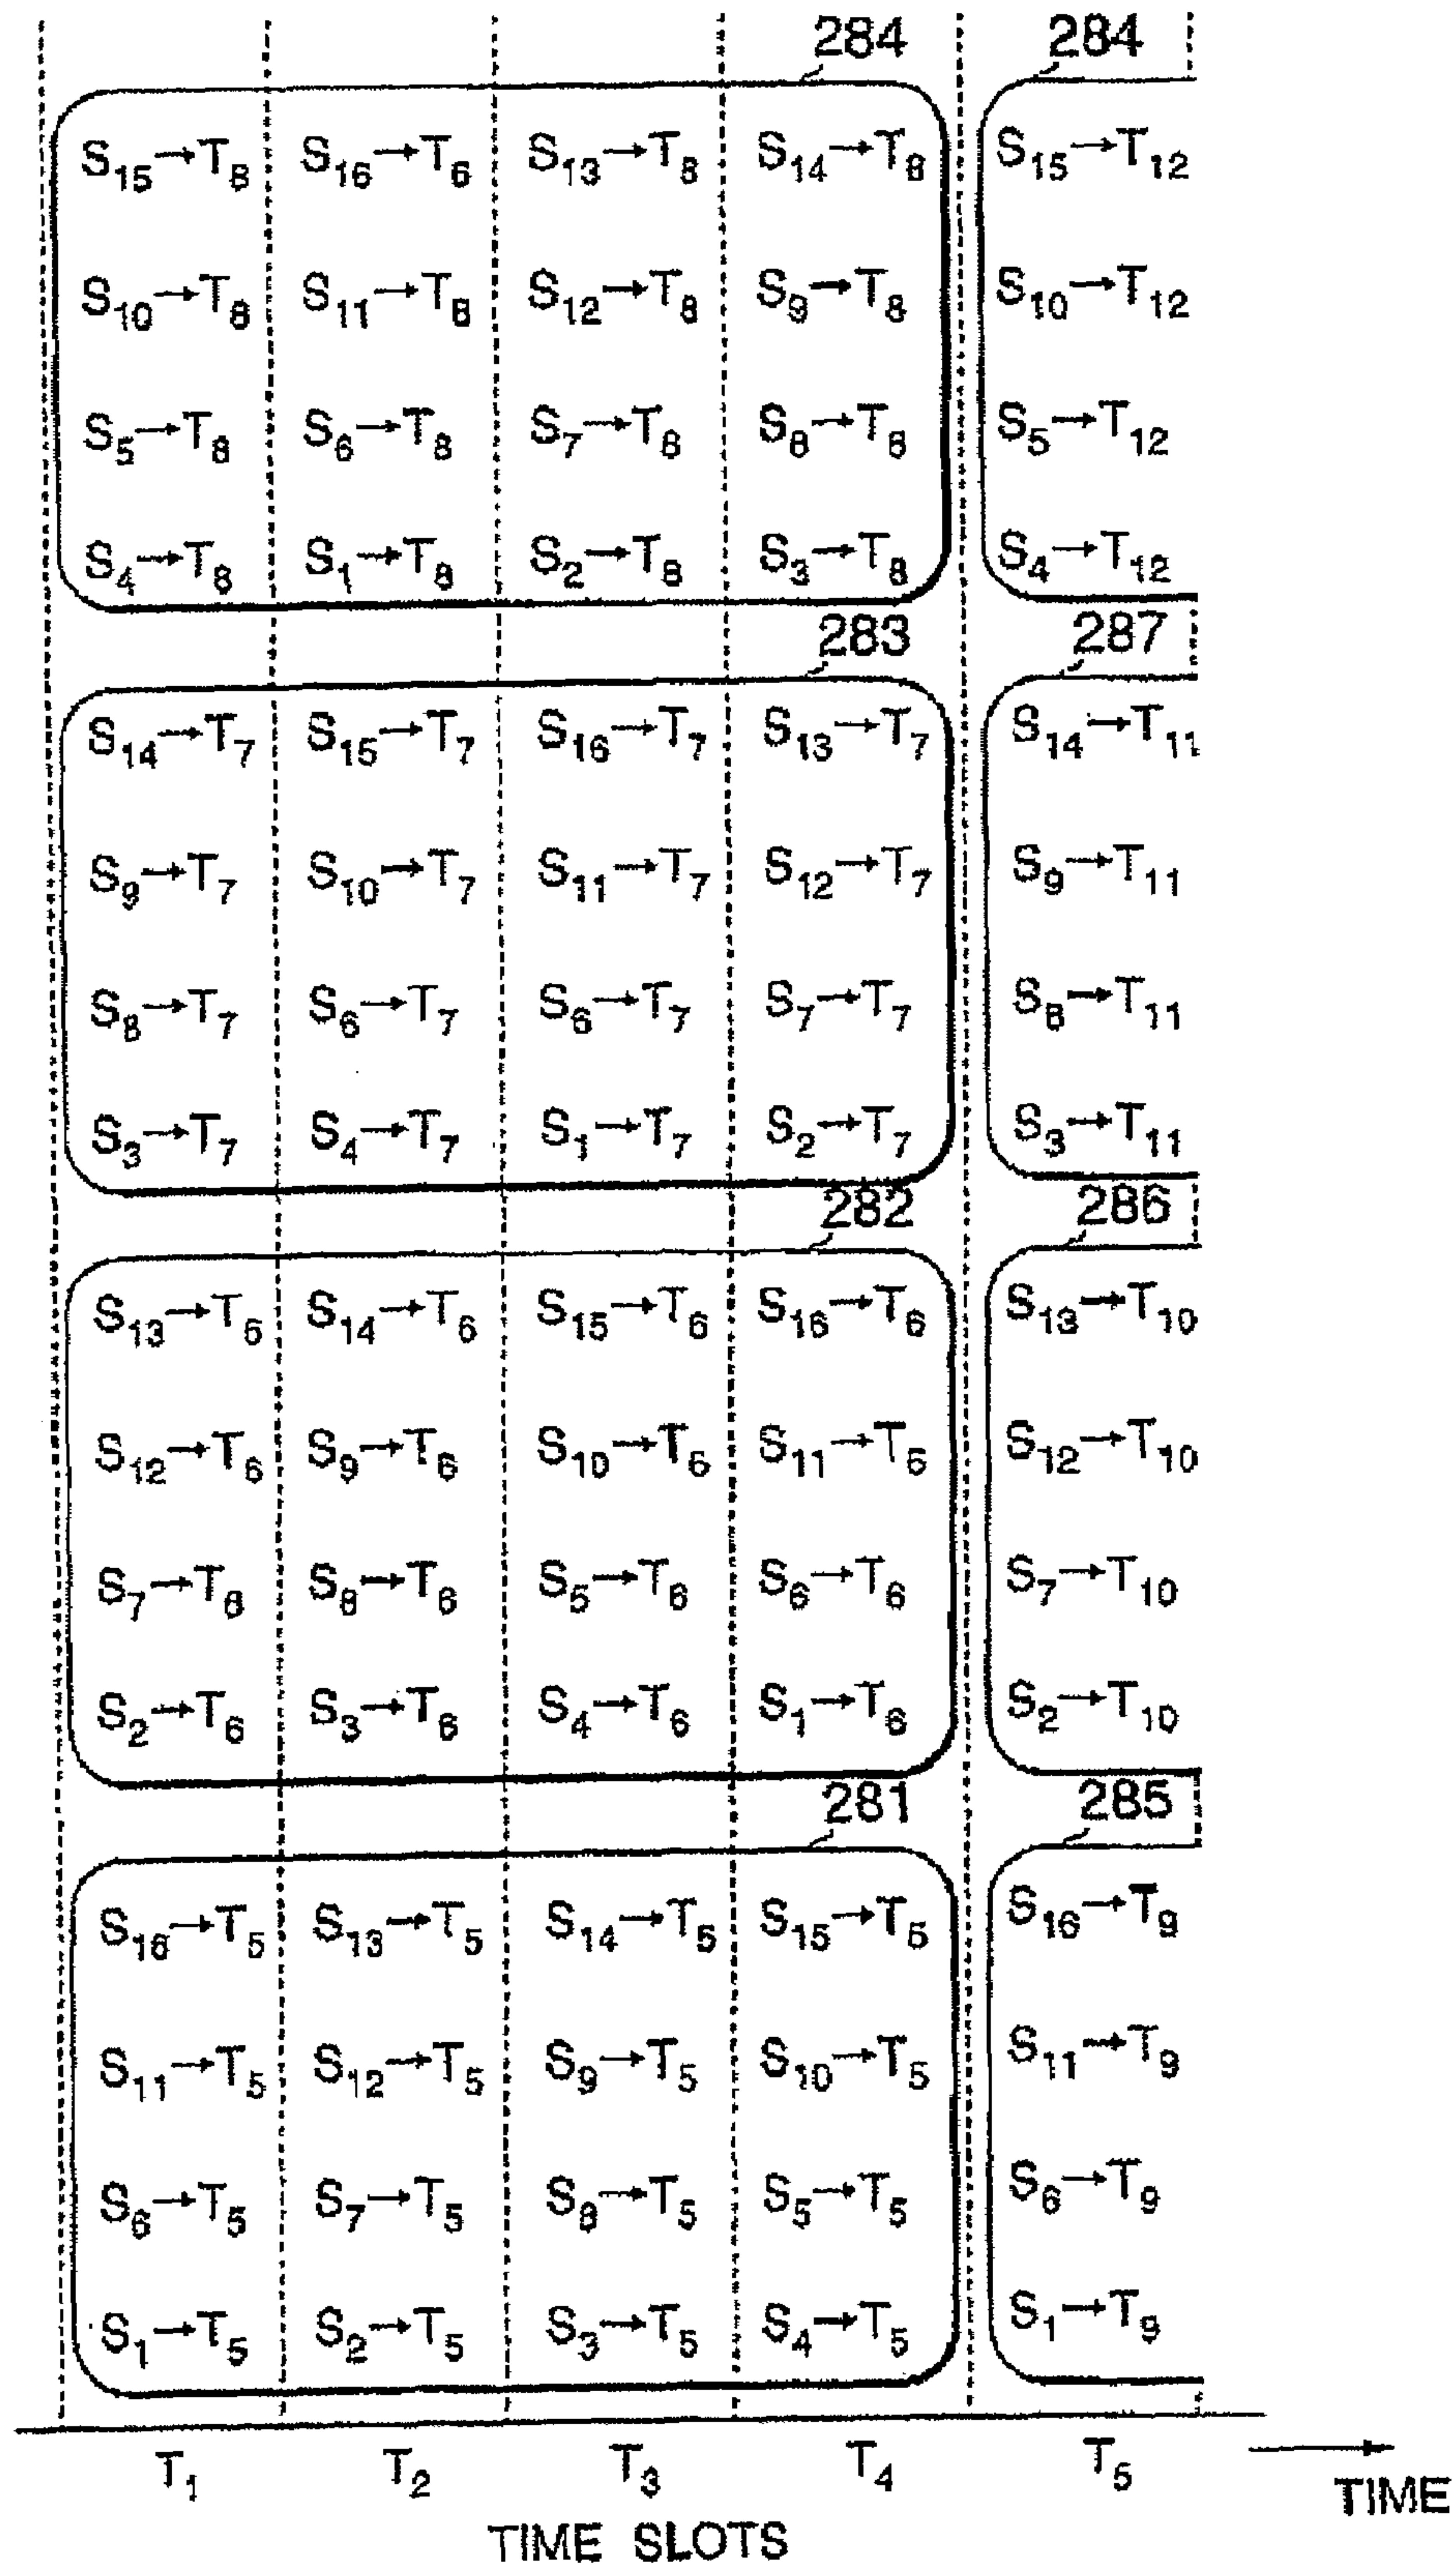 284 284
S15→T8 S16→T6 S13→T8 S14→T8 S15→T12
S10→T8 S11→T8 S12→T8 S9→T8 S10→T12
S5→T8 S6→T8 S7→T8 S8→T8 S5→T12
S4→T8 S1→T8 S2→T8 S3→T8 S4→T12
283 287
S14→T7 S15→T7 S16→T7 S13→T7 S14→T11
S9→T7 S10→T7 S11→T7 S12→T7 S9→T11
S8→T7 S6→T7 S6→T7 S7→T7 S8→T11
S3→T7 S4→T7 S1→T7 S2→T7 S3→T11
282 286
S13→T6 S14→T6 S15→T6 S16→T6 S13→T10
S12→T6 S9→T6 S10→T6 S11→T6 S12→T10
S7→T6 S8→T6 S5→T6 S6→T6 S7→T10
S2→T6 S3→T6 S4→T6 S1→T6 S2→T10
281 285
S16→T5 S13→T5 S14→T5 S15→T5 S16→T9
S11→T5 S12→T5 S9→T5 S10→T5 S11→T9
S6→T5 S7→T5 S8→T5 S5→T5 S6→T9
S1→T5 S2→T5 S3→T5 S4→T5 S1→T9
T1 T2 T3 T4 T5
TIME
TIME SLOTS